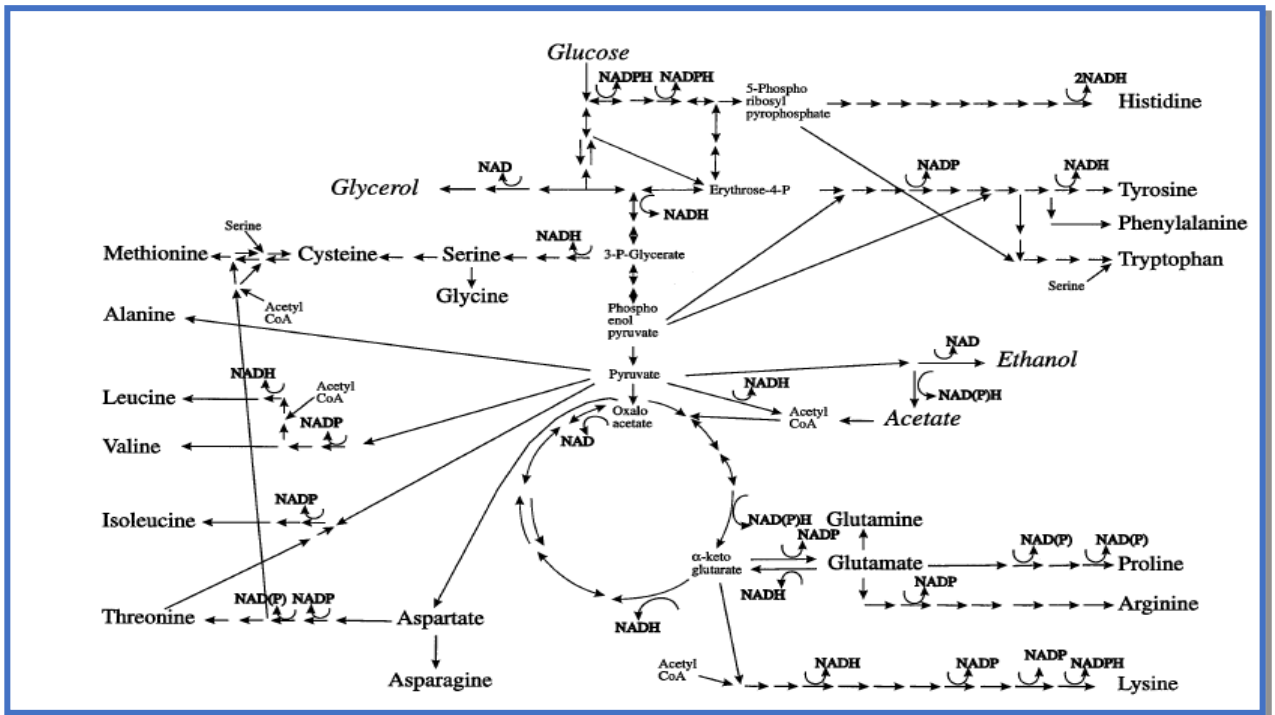 Glucose
NADPH NADPH
2NADH
5-Phospho
ribosyl
pyrophosphate
Histidine
NAD
NADP
NADH
Glycerol
Erythrose-4-P
Tyrosine
NADH
Phenylalanine
Serine
NADH
Methionine
Cysteine
Serine
3-P-Glycerate
Tryptophan
Serine
Glycine
Acetyl
CoA
Alanine
Phospho
enol
pyruvate
NAD
Ethanol
NADH
Pyruvate
NADH
NAD(P)H
Leucine
Acetyl
CoA
Oxalo
acetate
Acetyl
CoA
Acetate
NADP
NAD
Valine
NADP
Isoleucine
NAD(P)H
Glutamine
NADP
NAD(P)
NAD(P)
α-keto
glutarate
Glutamate
Proline
NADH
NADP
NAD(P)
NADP
Arginine
Threonine
Aspartate
NADH
Asparagine
Acetyl
CoA
NADH
NADP
NADP
NADPH
Lysine